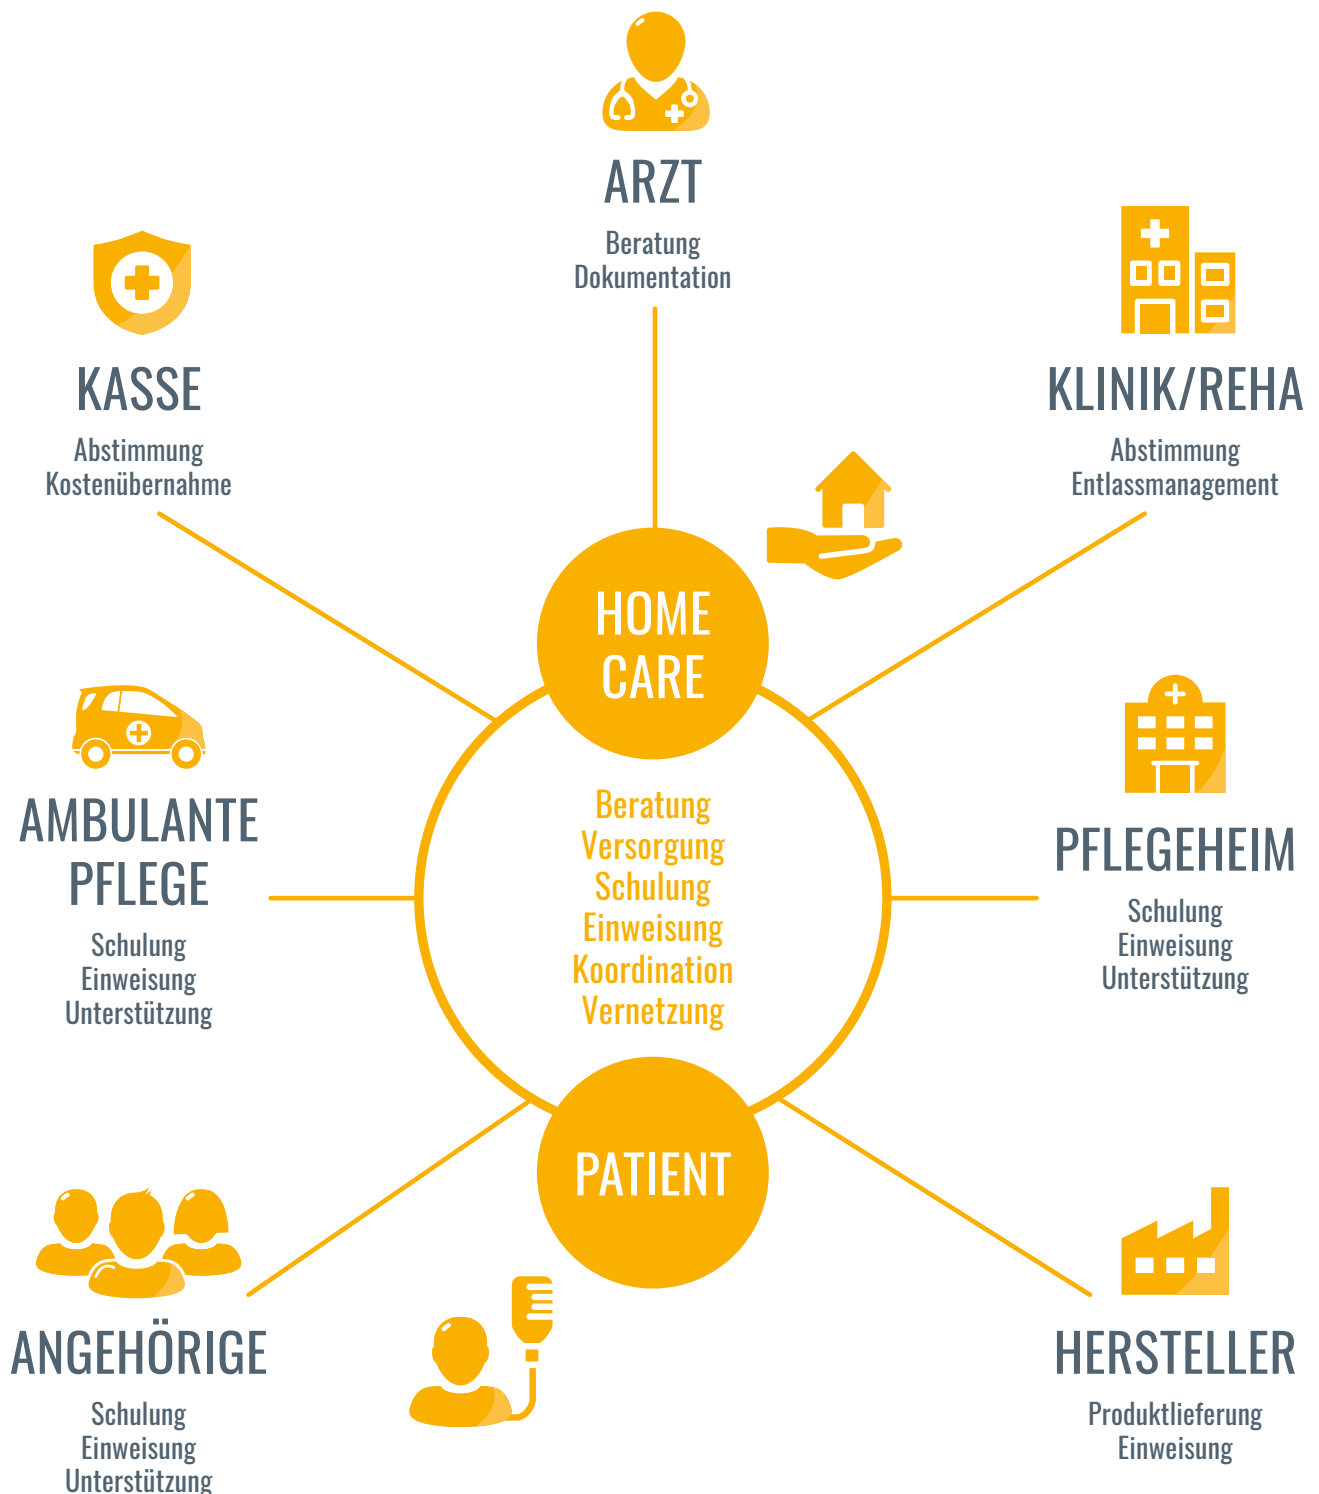 ARZT
Beratung
Dokumentation
KASSE
Abstimmung
Kostenübernahme
KLINIK/REHA
Abstimmung
Entlassmanagement
HOME
CARE
Beratung
Versorgung
Schulung
Einweisung
Koordination
Vernetzung
AMBULANTE
PFLEGE
Schulung
Einweisung
Unterstützung
PFLEGEHEIM
Schulung
Einweisung
Unterstützung
PATIENT
ANGEHÖRIGE
Schulung
Einweisung
Unterstützung
HERSTELLER
Produktlieferung
Einweisung